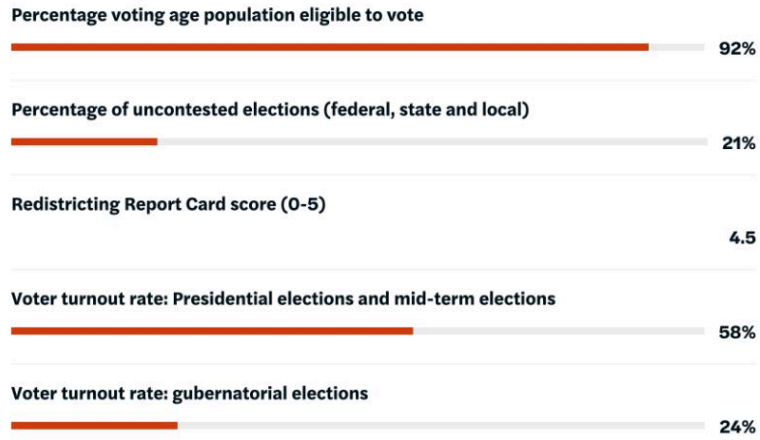 Percentage voting age population eligible to vote
92%
Percentage of uncontested elections (federal, state and local)
21%
Redistricting Report Card score (0-5)
4.5
Voter turnout rate: Presidential elections and mid-term elections
58%
Voter turnout rate: gubernatorial elections
24%